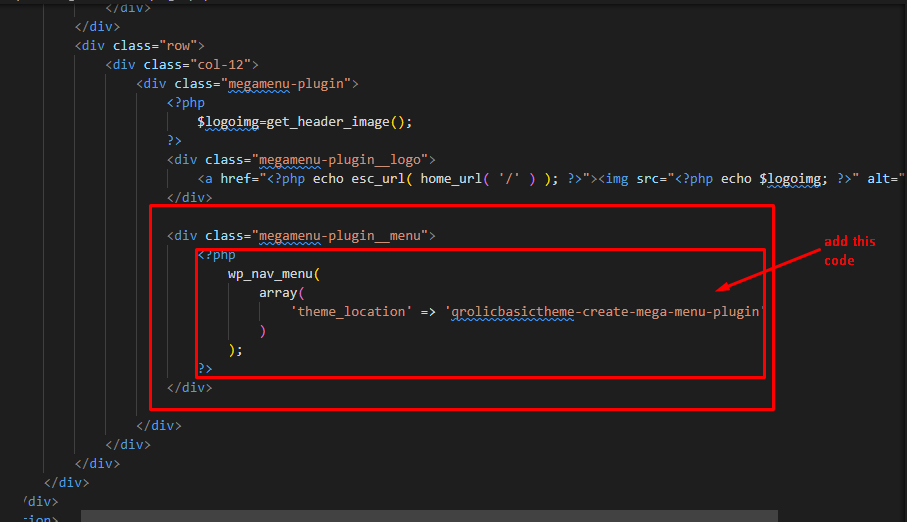 </div>
</div>
<div class="row">
<div class="col-12">
<div class="megamenu-plugin">
<?php
$logoimg=get_header_image();
?>
<div class="megamenu-plugin__logo">
<a href="<?php echo esc_url( home_url( '/' ) ); ?>"><img src="<?php echo $logoimg; ?>" alt="
</div>
<div class="megamenu-plugin__menu">
add this
<?php
code
wp_nav_menu(
array(
'theme_location' => 'qrolicbasictheme-create-mega-menu-plugin'
)
);
?>
</div>
</div>
</div>
</div>
</div>
/div>